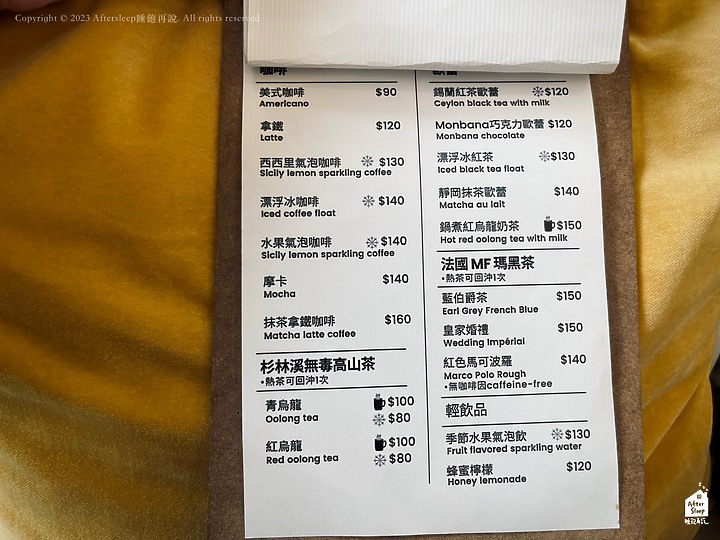 Copyright © 2023 Aftersleep睡飽再說. All rights reserved
咖啡
美式咖啡 $90
Americano
拿鐵 $120
Latte
西西里氣泡咖啡 $130
Sicily lemon sparkling coffee
漂浮冰咖啡 $140
Iced coffee float
水果氣泡咖啡 $140
Sicily lemon sparkling coffee
摩卡 $140
Mocha
抹茶拿鐵咖啡 $160
Matcha latte coffee
杉林溪無毒高山茶
•熱茶可回沖1次
青烏龍 $100
Oolong tea $80
紅烏龍 $100
Red oolong tea $80
歐蕾
錫蘭紅茶歐蕾 $120
Ceylon black tea with milk
Monbana巧克力歐蕾 $120
Monbana chocolate
漂浮冰紅茶 $130
Iced black tea float
靜岡抹茶歐蕾 $140
Matcha au lait
鍋煮紅烏龍奶茶 $150
Hot red oolong tea with milk
法國 MF 瑪黑茶
•熱茶可回沖1次
藍伯爵茶 $150
Earl Grey French Blue
皇家婚禮 $150
Wedding Impérial
紅色馬可波羅 $140
Marco Polo Rough
•無咖啡因caffeine-free
輕飲品
季節水果氣泡飲 $130
Fruit flavored sparkling water
蜂蜜檸檬 $120
Honey lemonade
After
Sleep
睡飽再說